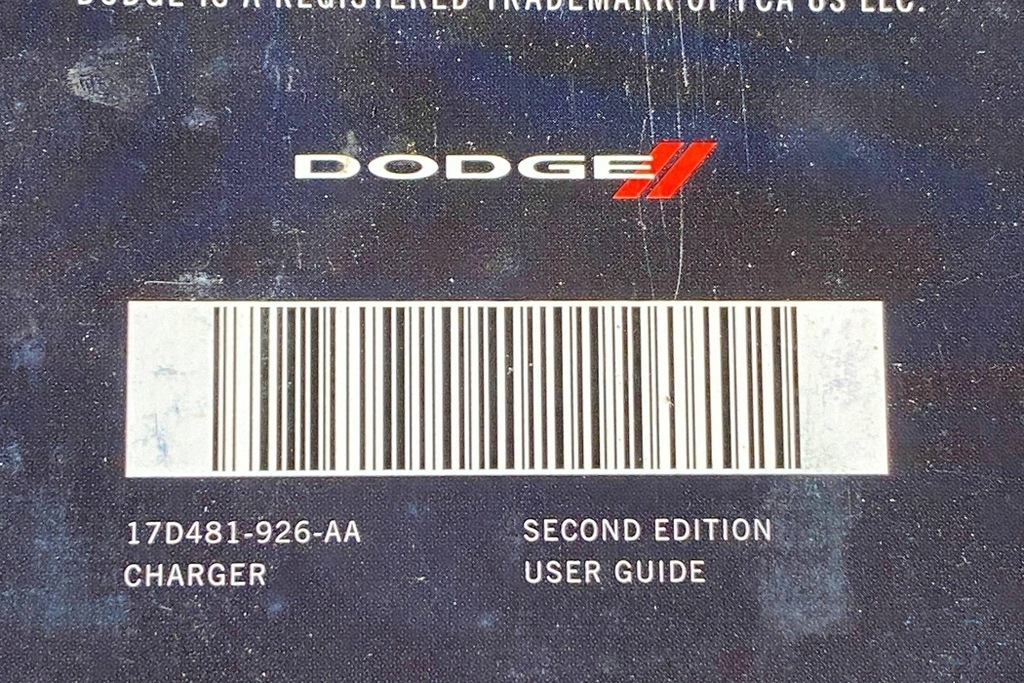 DODGE IS A REGISTERED TRADEMARK OF FCA US LLC.
DODGE
17D481-926-AA
CHARGER
SECOND EDITION
USER GUIDE